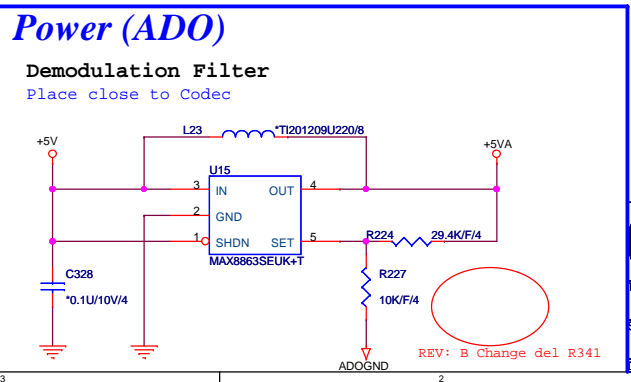 Power (ADO)
Demodulation Filter
Place close to Codec
L23 *TI201209U220/8
+5V
+5VA
U15
3 IN OUT 4
2 GND
1 SHDN SET 5
MAX8863SEUK+T
R224 29.4K/F/4
C328
*0.1U/10V/4
R227
10K/F/4
REV: B Change del R341
ADOGND
3 2